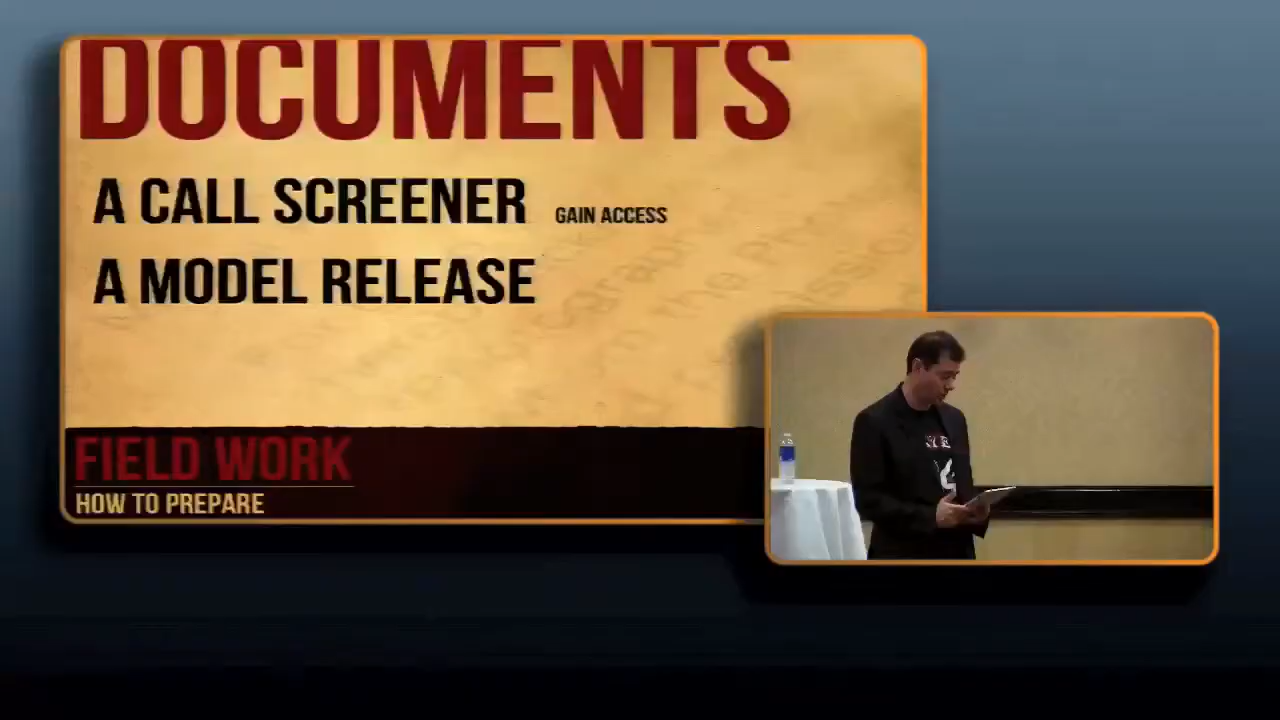 DOCUMENTS
A CALL SCREENER GAIN ACCESS
A MODEL RELEASE
FIELD WORK
HOW TO PREPARE